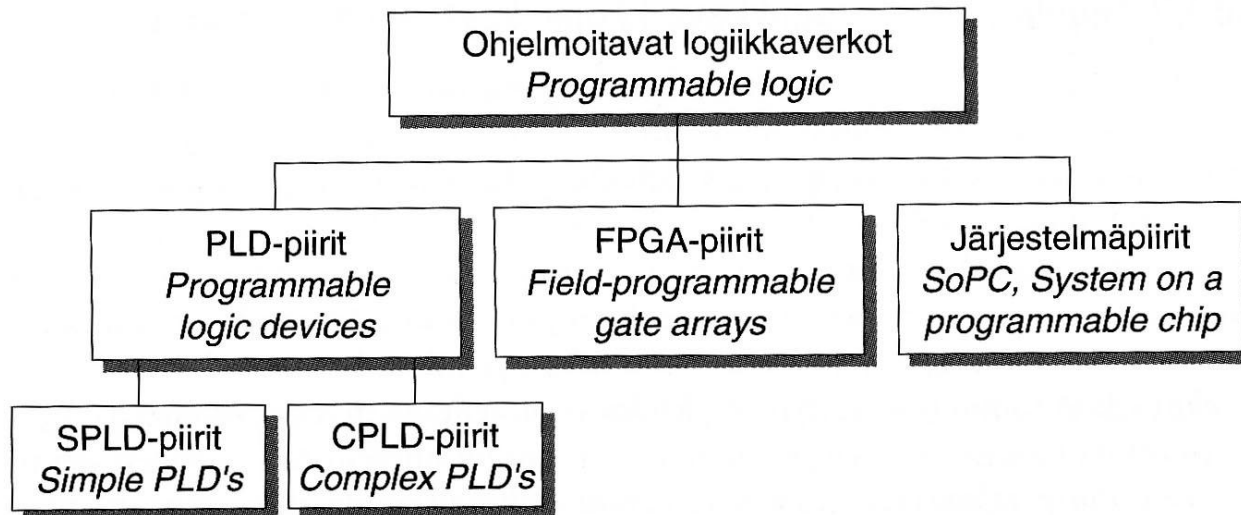 Ohjelmoitavat logiikkaverkot
Programmable logic
PLD-piirit
Programmable
logic devices
FPGA-piirit
Field-programmable
gate arrays
Järjestelmäpiirit
SoPC, System on a
programmable chip
SPLD-piirit
Simple PLD's
CPLD-piirit
Complex PLD's